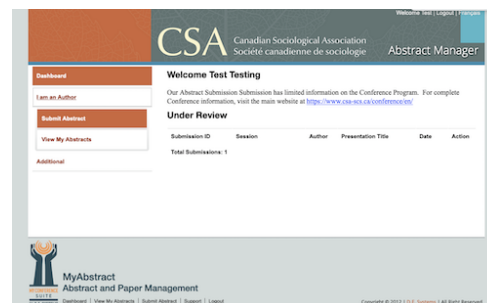 Welcome Test | Logout | Français
CSA
Canadian Sociological Association
Société canadienne de sociologie
Abstract Manager
Dashboard
I am an Author
Submit Abstract
View My Abstracts
Additional
Welcome Test Testing
Our Abstract Submission Submission has limited information on the Conference Program. For complete
Conference information, visit the main website at https://www.csa-scs.ca/conference/en/
Under Review
Submission ID Session Author Presentation Title Date Action
Total Submissions: 1
MyAbstract
Abstract and Paper Management
Dashboard | View My Abstracts | Submit Abstract | Support | Logout
SUITE